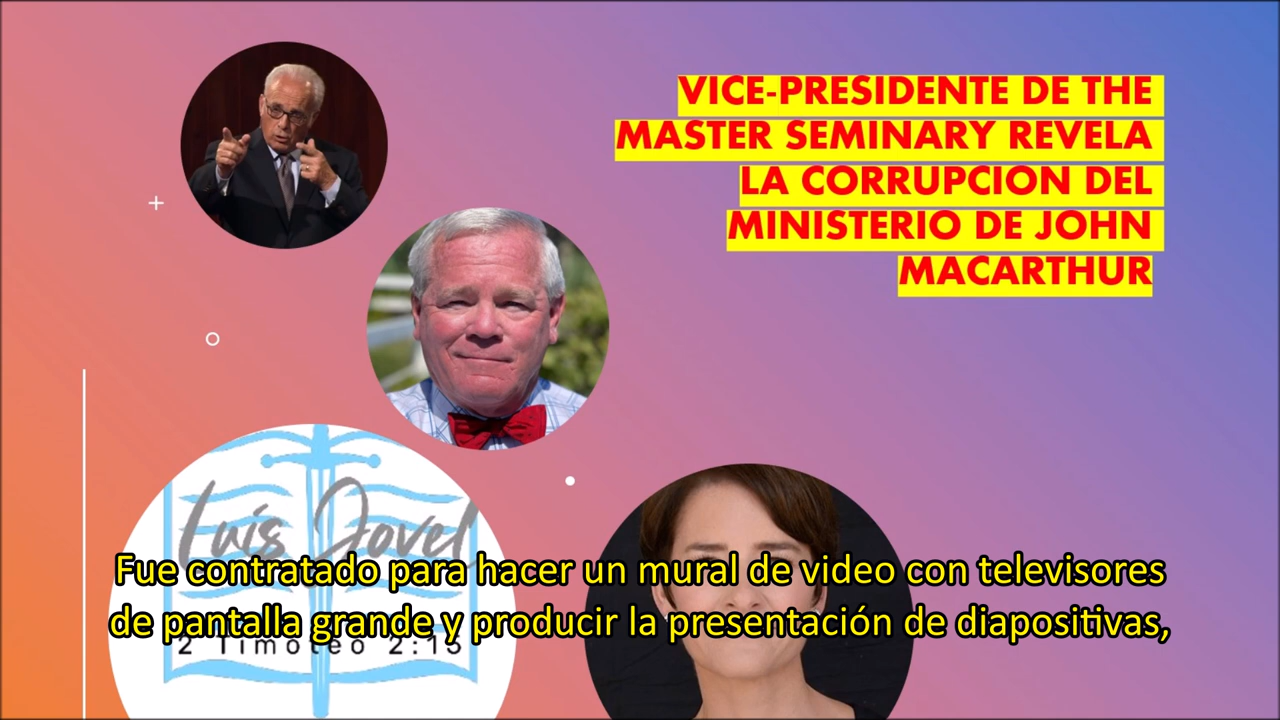 VICE-PRESIDENTE DE THE
MASTER SEMINARY REVELA
LA CORRUPCION DEL
MINISTERIO DE JOHN
MACARTHUR
Luis Jovel
Fue contratado para hacer un mural de video con televisores
de pantalla grande y producir la presentación de diapositivas,
2 Timoteo 2:15